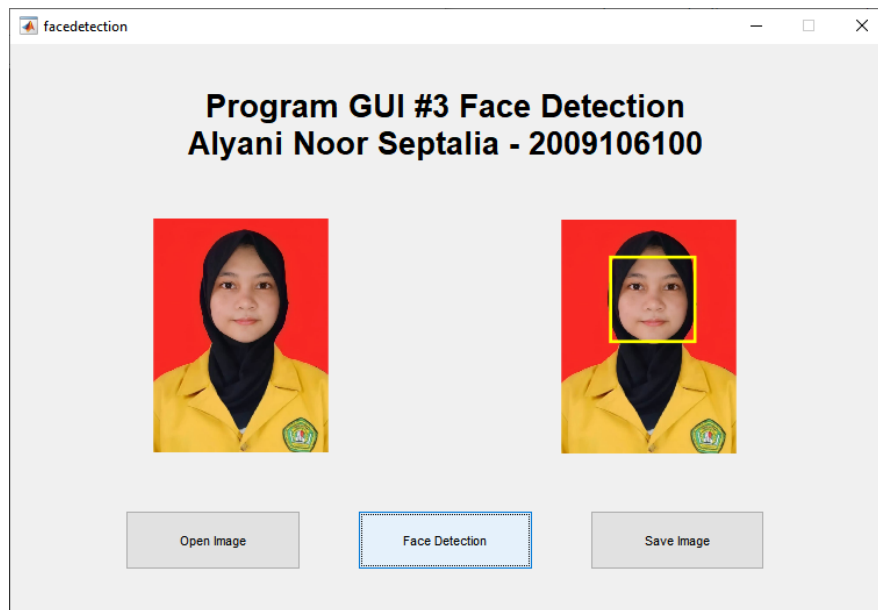 facedetection
Program GUI #3 Face Detection
Alyani Noor Septalia - 2009106100
Open Image
Face Detection
Save Image